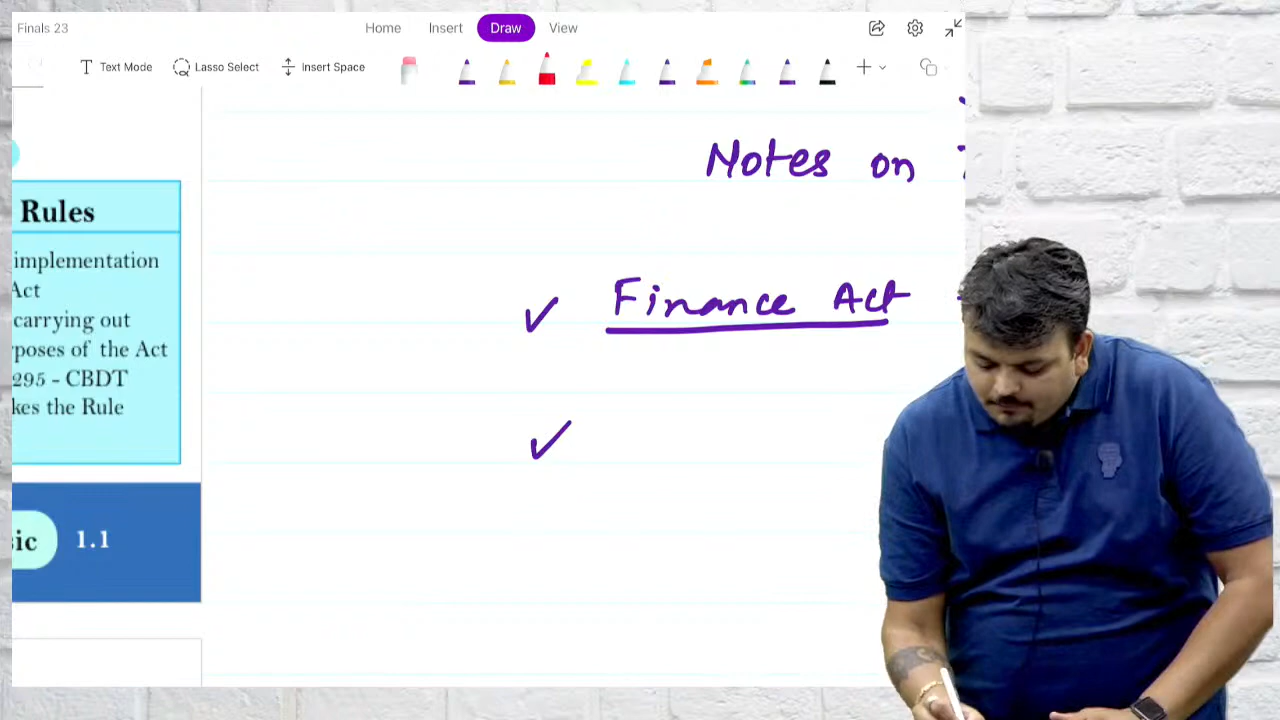 Finals 23
Home Insert Draw View
Text Mode Lasso Select Insert Space
Notes on
Rules
implementation
Act
carrying out
rposes of the Act
295 - CBDT
kes the Rule
ic 1.1
✓ Finance Act
✓